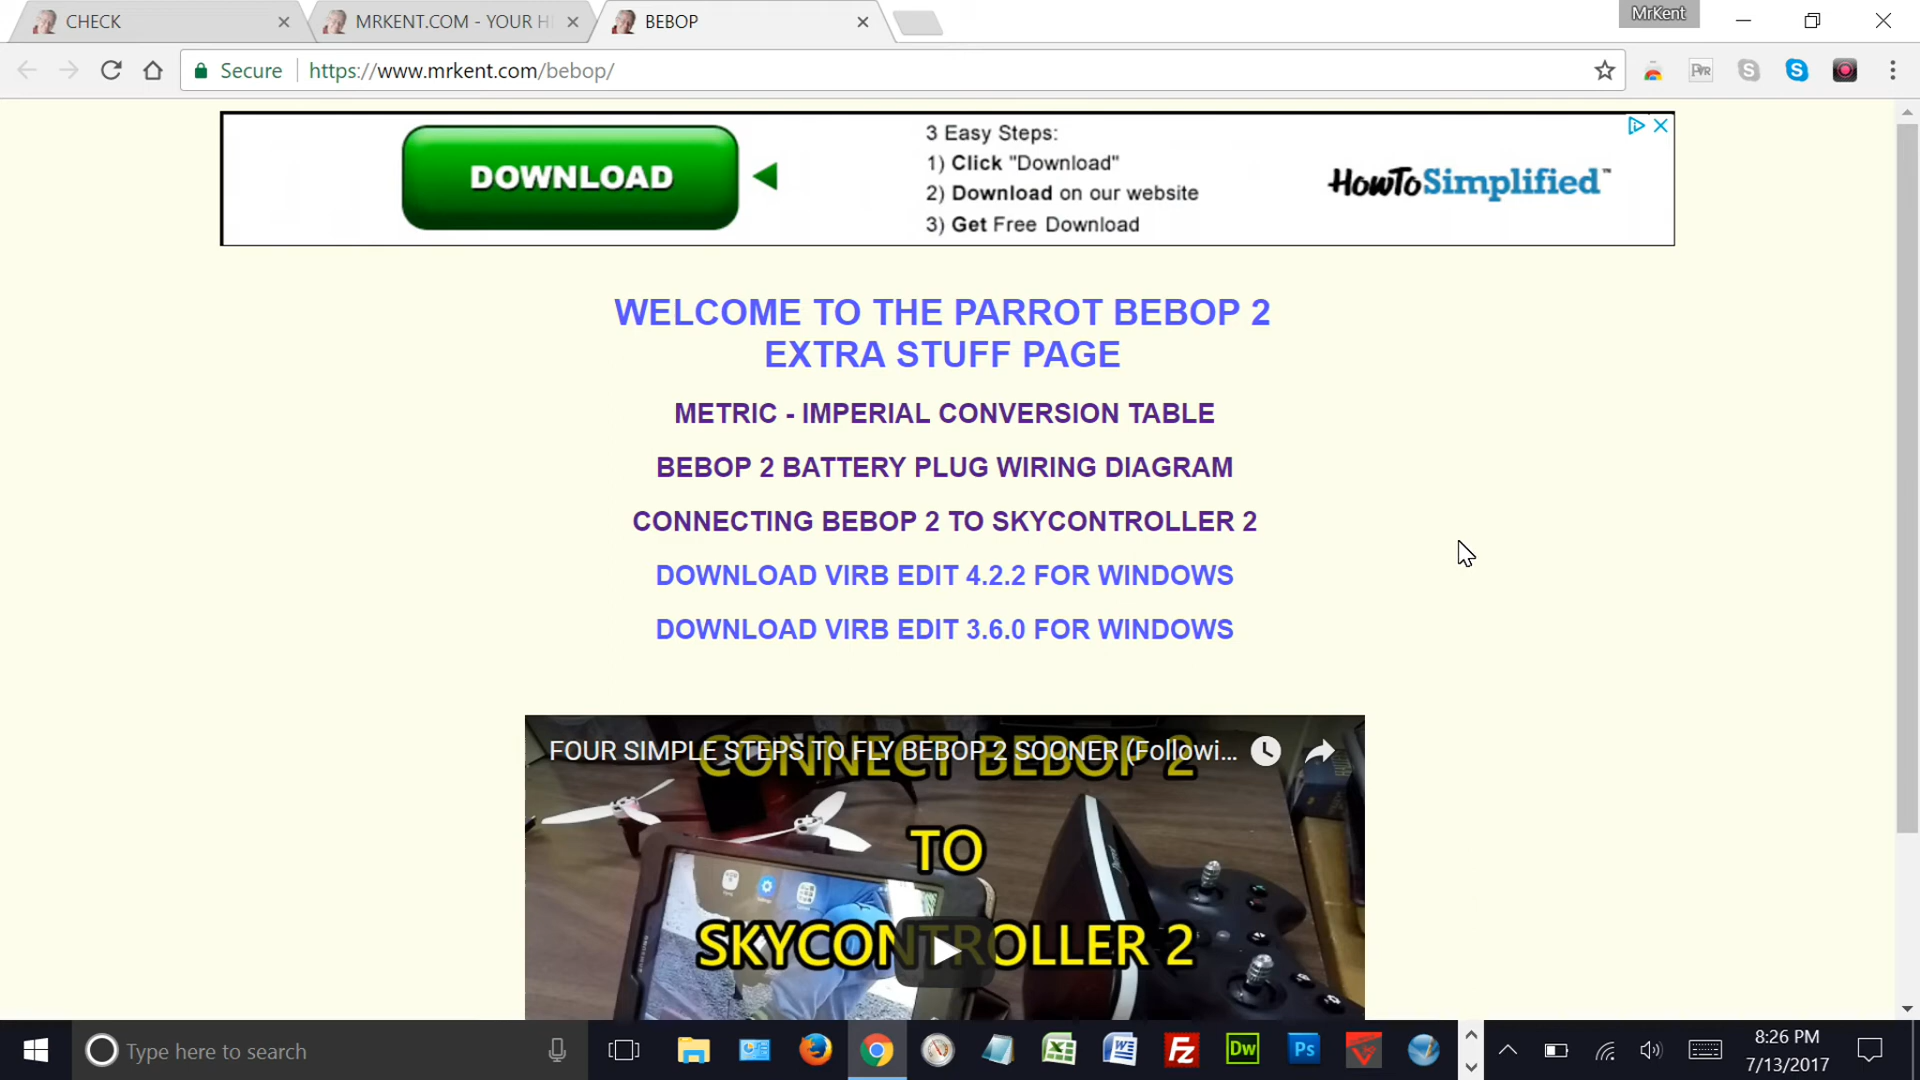 CHECK
MRKENT.COM - YOUR H
BEBOP
MrKent
Secure
https://www.mrkent.com/bebop/
DOWNLOAD
3 Easy Steps:
1) Click "Download"
2) Download on our website
3) Get Free Download
HowToSimplified™
WELCOME TO THE PARROT BEBOP 2
EXTRA STUFF PAGE
METRIC - IMPERIAL CONVERSION TABLE
BEBOP 2 BATTERY PLUG WIRING DIAGRAM
CONNECTING BEBOP 2 TO SKYCONTROLLER 2
DOWNLOAD VIRB EDIT 4.2.2 FOR WINDOWS
DOWNLOAD VIRB EDIT 3.6.0 FOR WINDOWS
FOUR SIMPLE STEPS TO FLY BEBOP 2 SOONER (Followi...
CONNECT BEBOP 2
TO
SKYCONTROLLER 2
Type here to search
Fz
Dw
Ps
8:26 PM
7/13/2017